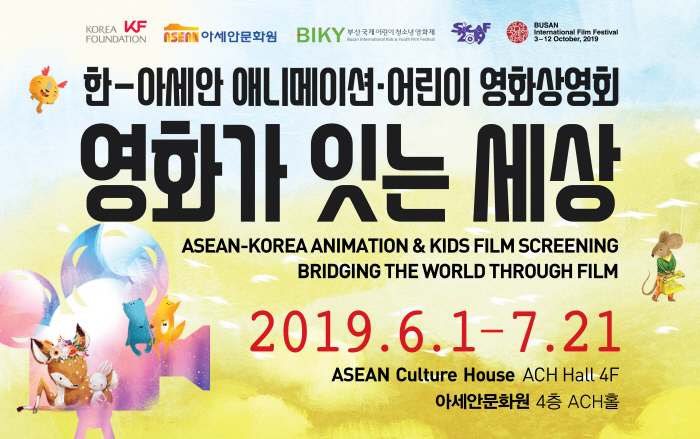 KOREA FOUNDATION KF
ASEAN 아세안문화원
BIKY 부산국제어린이청소년영화제
Busan International Kids & Youth Film Festival
2019
BUSAN
International Film Festival
3–12 October, 2019
한–아세안 애니메이션·어린이 영화상영회
영화가 잇는 세상
ASEAN-KOREA ANIMATION & KIDS FILM SCREENING
BRIDGING THE WORLD THROUGH FILM
2019.6.1–7.21
ASEAN Culture House ACH Hall 4F
아세안문화원 4층 ACH홀